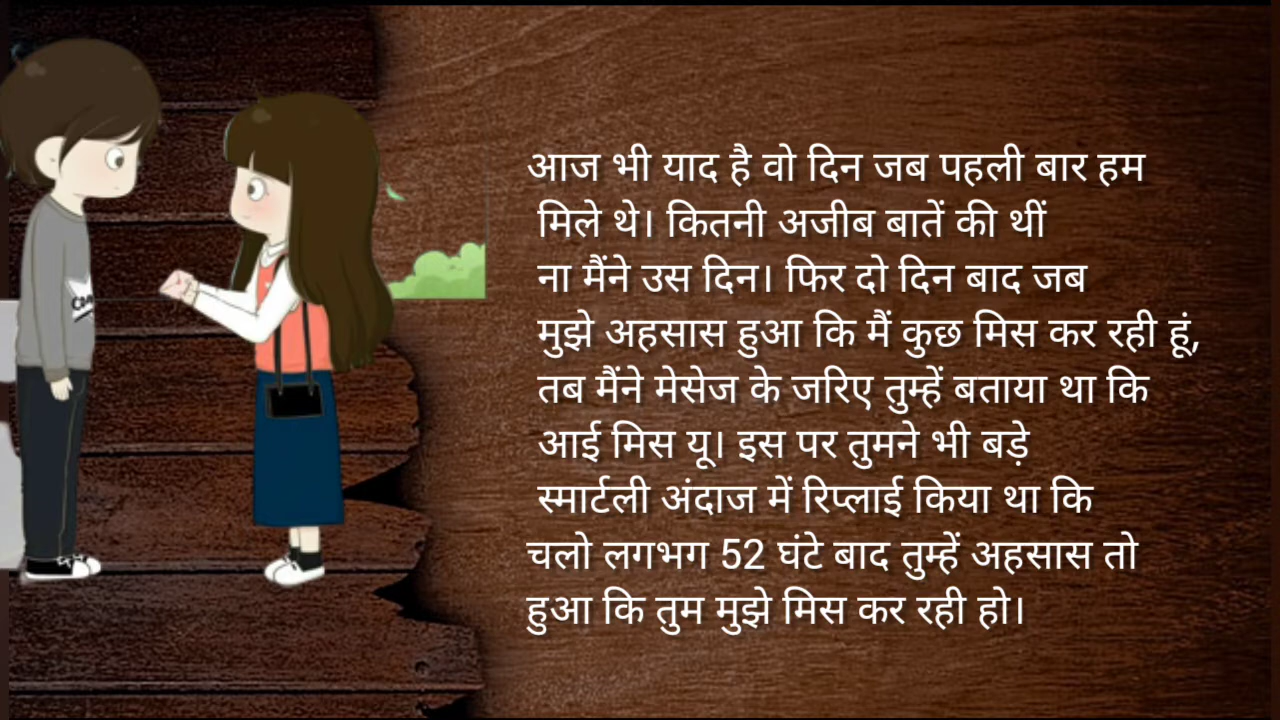 आज भी याद है वो दिन जब पहली बार हम
मिले थे। कितनी अजीब बातें की थीं
ना मैंने उस दिन। फिर दो दिन बाद जब
मुझे अहसास हुआ कि मैं कुछ मिस कर रही हूं,
तब मैंने मेसेज के जरिए तुम्हें बताया था कि
आई मिस यू। इस पर तुमने भी बड़े
स्मार्टली अंदाज में रिप्लाई किया था कि
चलो लगभग 52 घंटे बाद तुम्हें अहसास तो
हुआ कि तुम मुझे मिस कर रही हो।